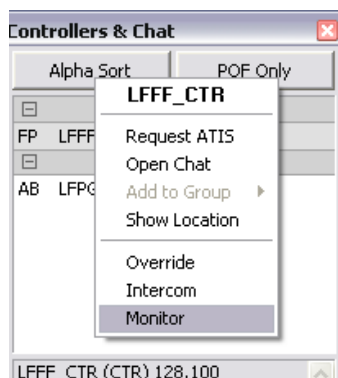 Controllers & Chat
Alpha Sort POF Only
LFFF_CTR
FP LFFF
Request ATIS
Open Chat
AB LFPG
Add to Group
Show Location
Override
Intercom
Monitor
LFFF_CTR (CTR) 128.100